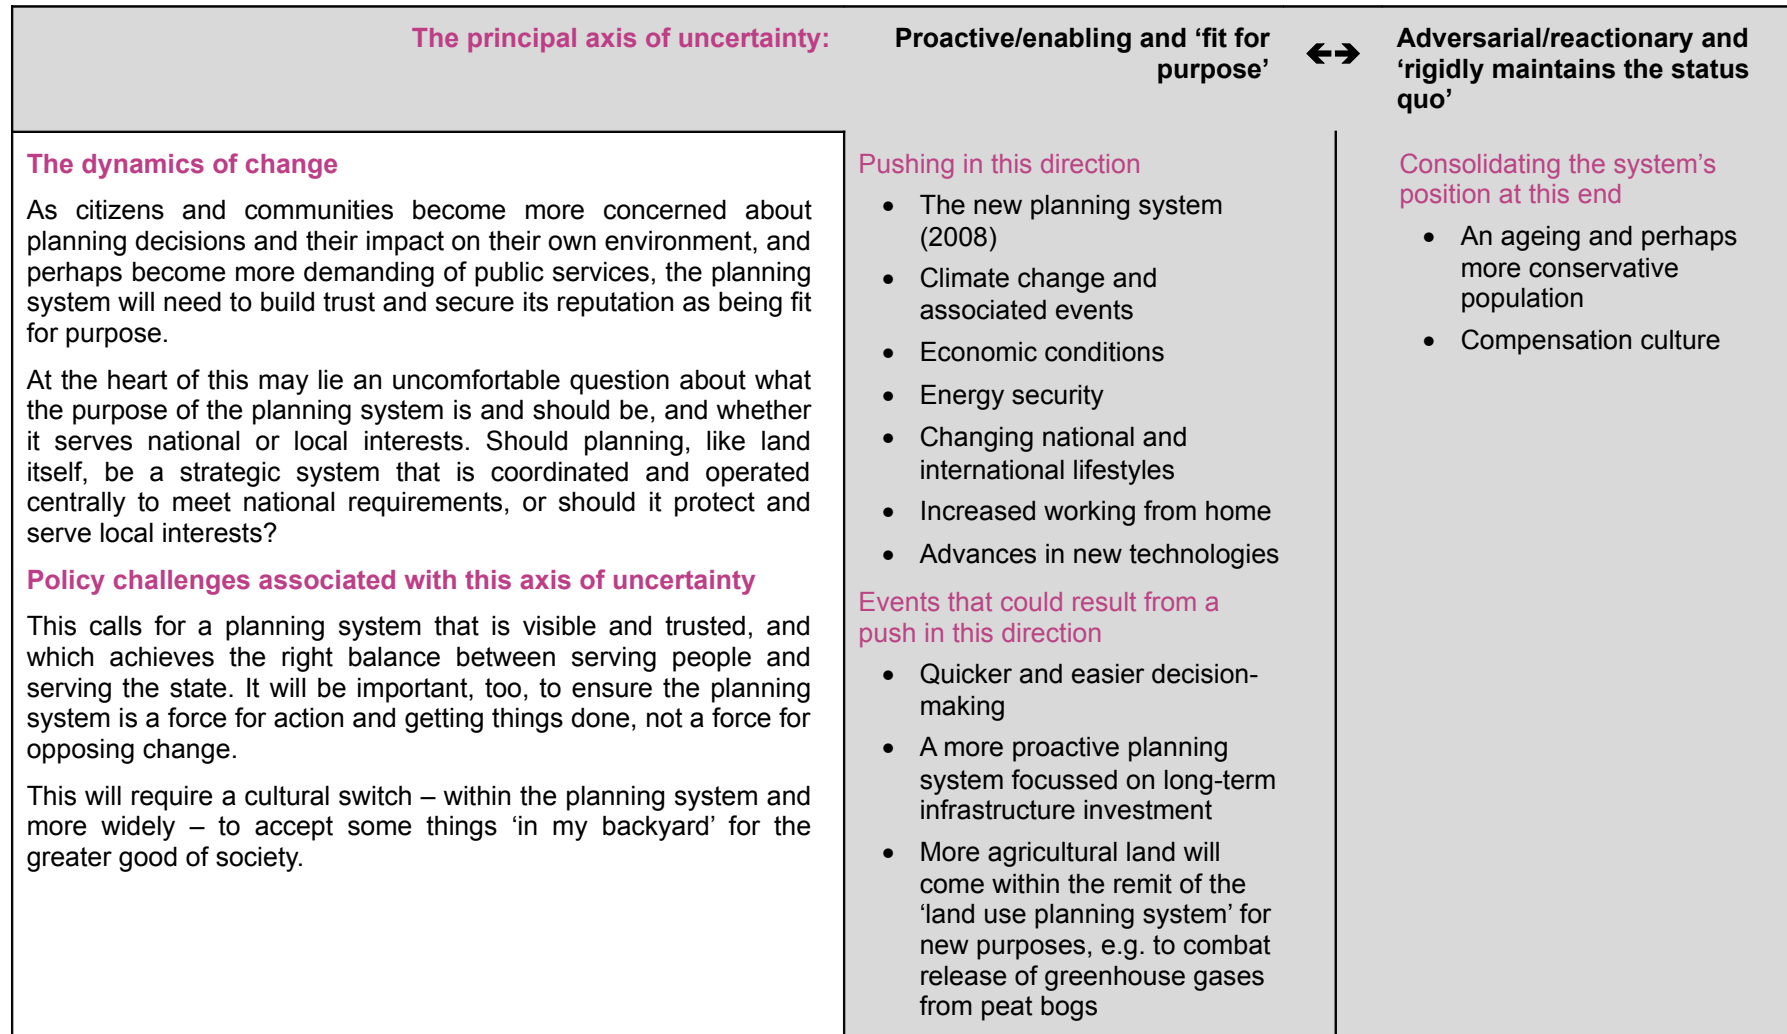 The principal axis of uncertainty:
Proactive/enabling and ‘fit for
purpose’
🡸🡺
Adversarial/reactionary and
‘rigidly maintains the status
quo’
The dynamics of change
As citizens and communities become more concerned about
planning decisions and their impact on their own environment, and
perhaps become more demanding of public services, the planning
system will need to build trust and secure its reputation as being fit
for purpose.
At the heart of this may lie an uncomfortable question about what
the purpose of the planning system is and should be, and whether
it serves national or local interests. Should planning, like land
itself, be a strategic system that is coordinated and operated
centrally to meet national requirements, or should it protect and
serve local interests?
Policy challenges associated with this axis of uncertainty
This calls for a planning system that is visible and trusted, and
which achieves the right balance between serving people and
serving the state. It will be important, too, to ensure the planning
system is a force for action and getting things done, not a force for
opposing change.
This will require a cultural switch – within the planning system and
more widely – to accept some things ‘in my backyard’ for the
greater good of society.
Pushing in this direction
• The new planning system
(2008)
• Climate change and
associated events
• Economic conditions
• Energy security
• Changing national and
international lifestyles
• Increased working from home
• Advances in new technologies
Events that could result from a
push in this direction
• Quicker and easier decision-
making
• A more proactive planning
system focussed on long-term
infrastructure investment
• More agricultural land will
come within the remit of the
‘land use planning system’ for
new purposes, e.g. to combat
release of greenhouse gases
from peat bogs
Consolidating the system’s
position at this end
• An ageing and perhaps
more conservative
population
• Compensation culture